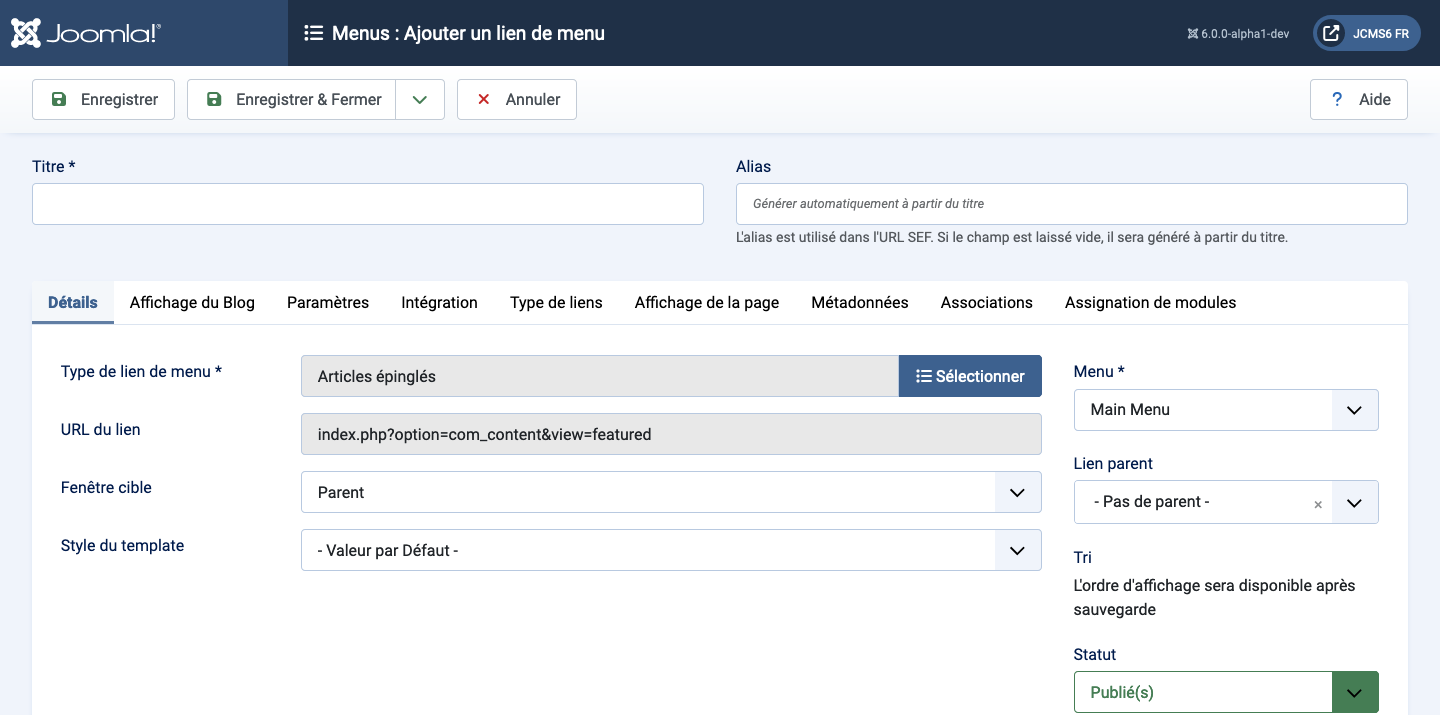 Joomla!®
Menus : Ajouter un lien de menu
6.0.0-alpha1-dev
JCMS6 FR
Enregistrer
Enregistrer & Fermer
Annuler
? Aide
Titre *
Alias
Générer automatiquement à partir du titre
L'alias est utilisé dans l'URL SEF. Si le champ est laissé vide, il sera généré à partir du titre.
Détails
Affichage du Blog
Paramètres
Intégration
Type de liens
Affichage de la page
Métadonnées
Associations
Assignation de modules
Type de lien de menu *
Articles épinglés
Sélectionner
URL du lien
index.php?option=com_content&view=featured
Fenêtre cible
Parent
Style du template
- Valeur par Défaut -
Menu *
Main Menu
Lien parent
- Pas de parent -
×
Tri
L'ordre d'affichage sera disponible après
sauvegarde
Statut
Publié(s)